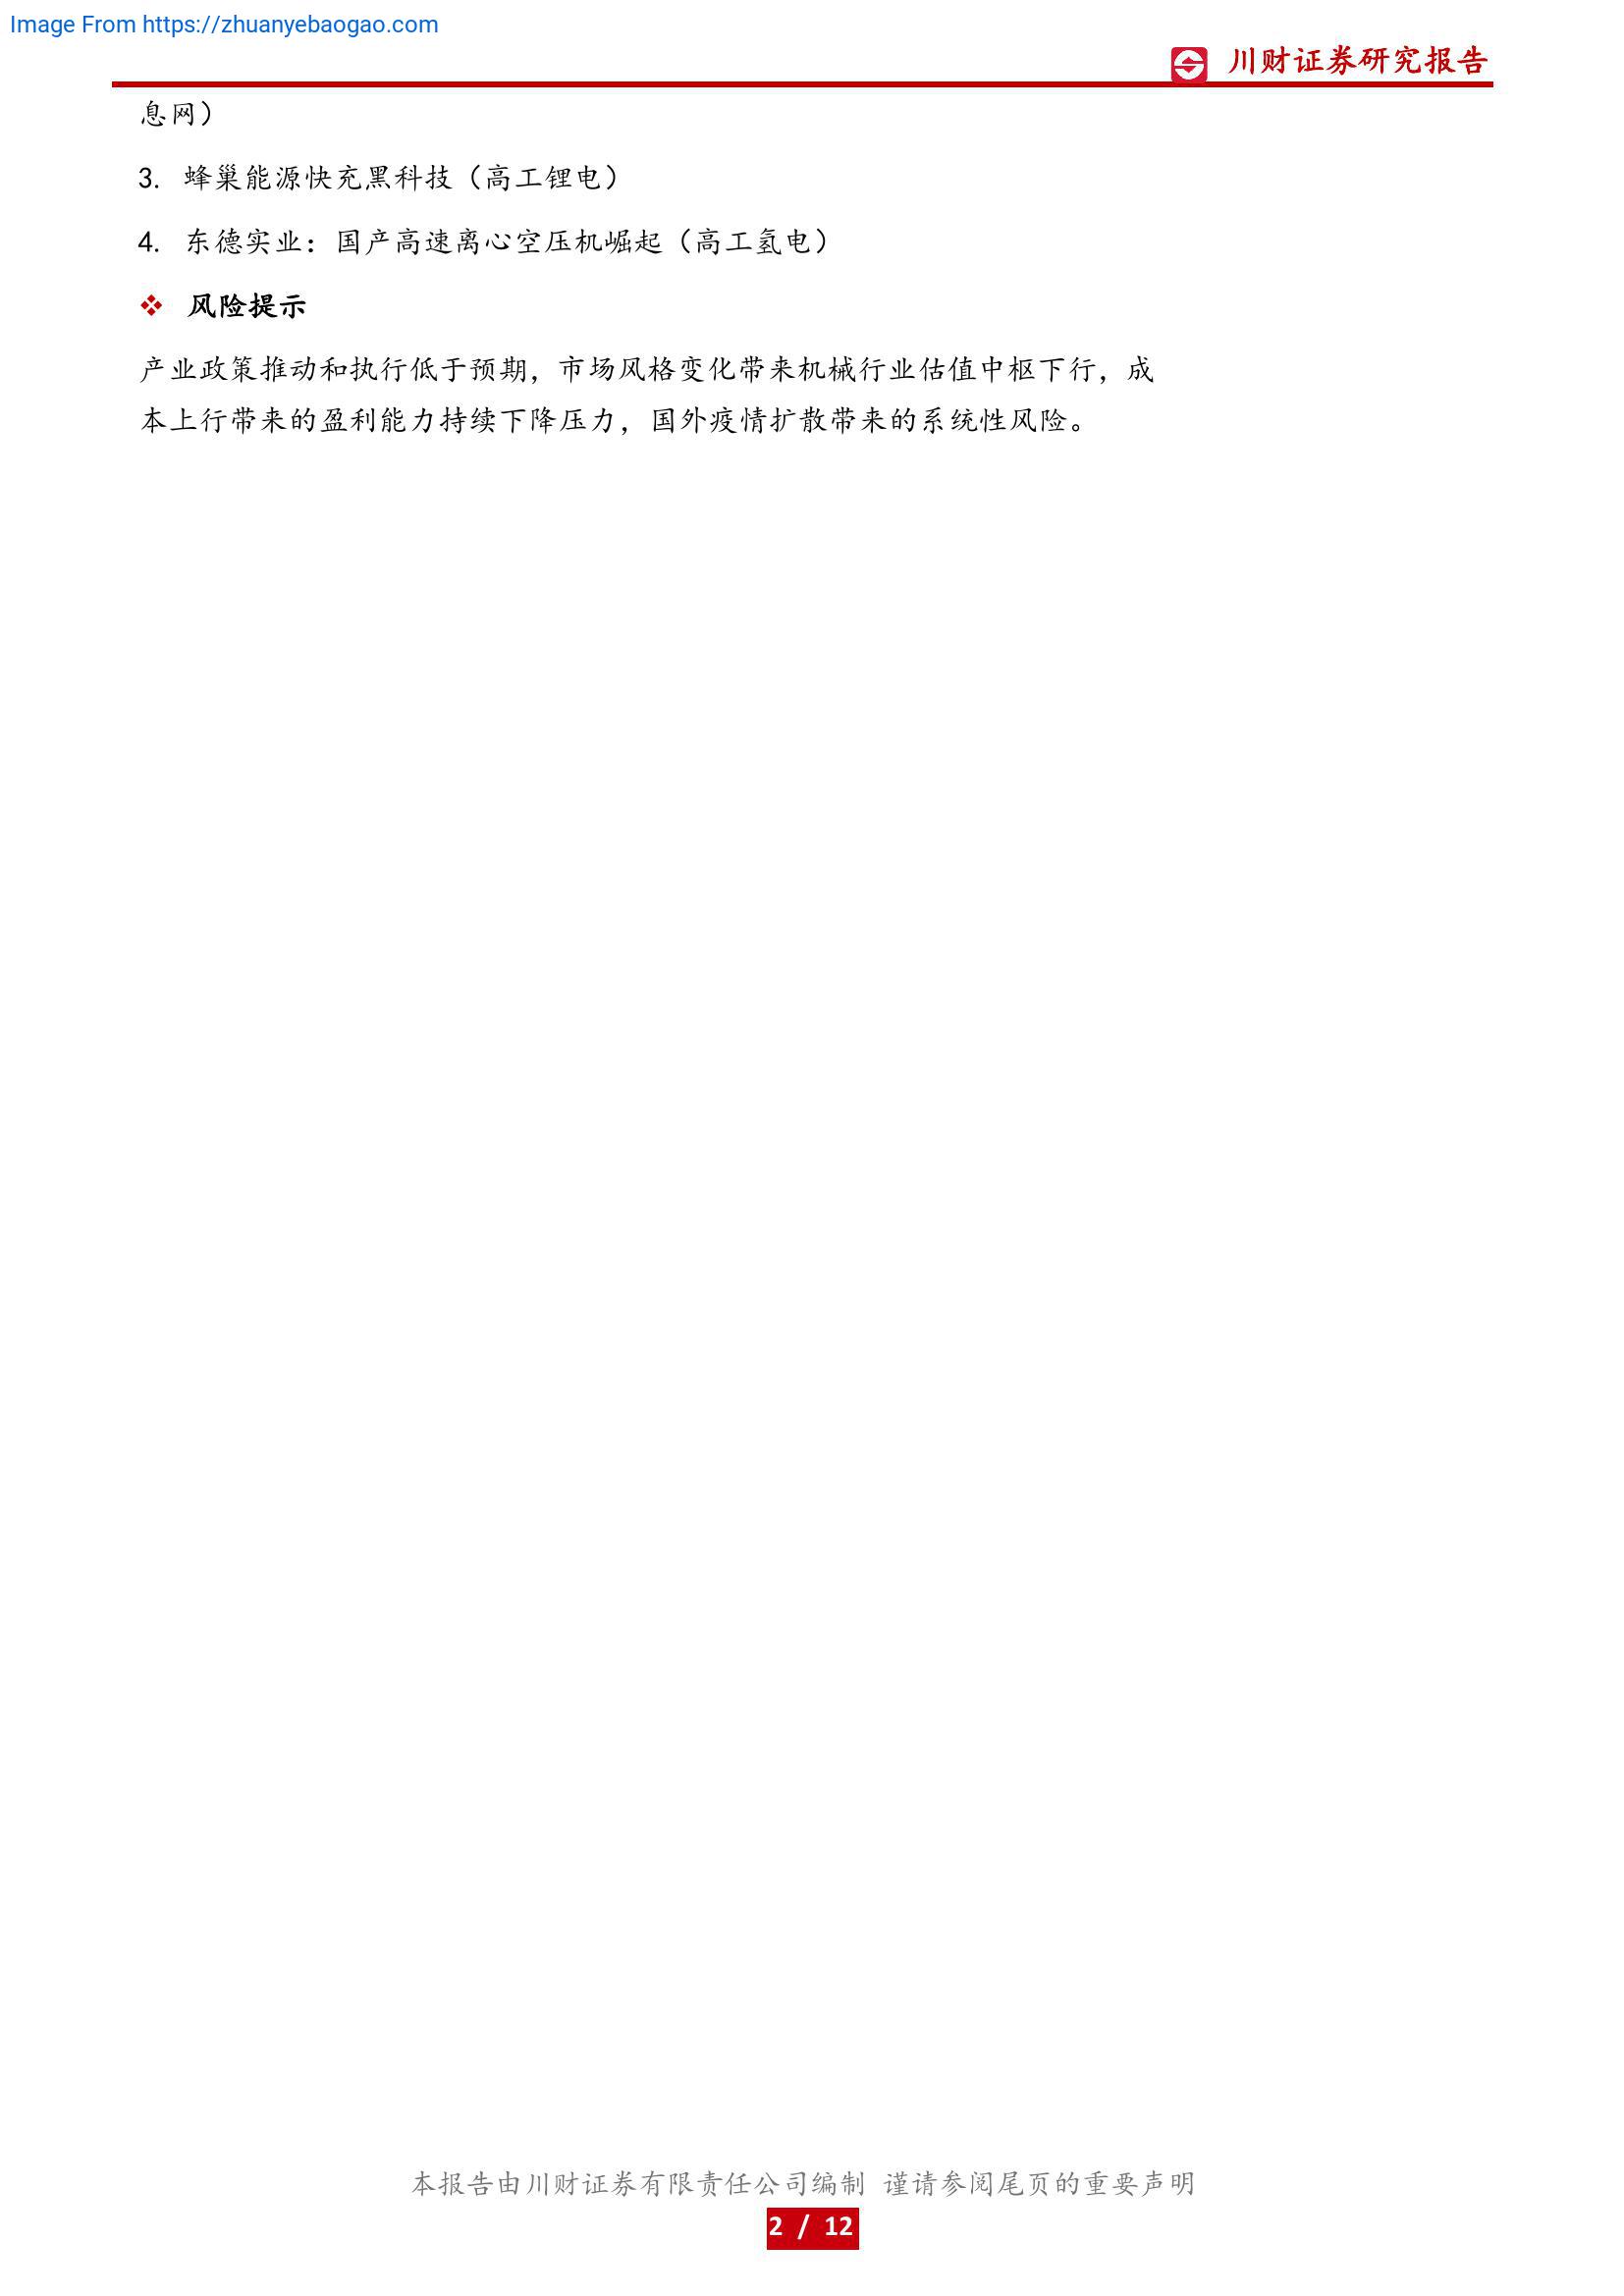 Image From https://zhuanyebaogao.com
川财证券研究报告
息网）
3. 蜂巢能源快充黑科技（高工锂电）
4. 东德实业：国产高速离心空压机崛起（高工氢电）
❖ 风险提示
产业政策推动和执行低于预期，市场风格变化带来机械行业估值中枢下行，成
本上行带来的盈利能力持续下降压力，国外疫情扩散带来的系统性风险。
本报告由川财证券有限责任公司编制 谨请参阅尾页的重要声明
2 / 12